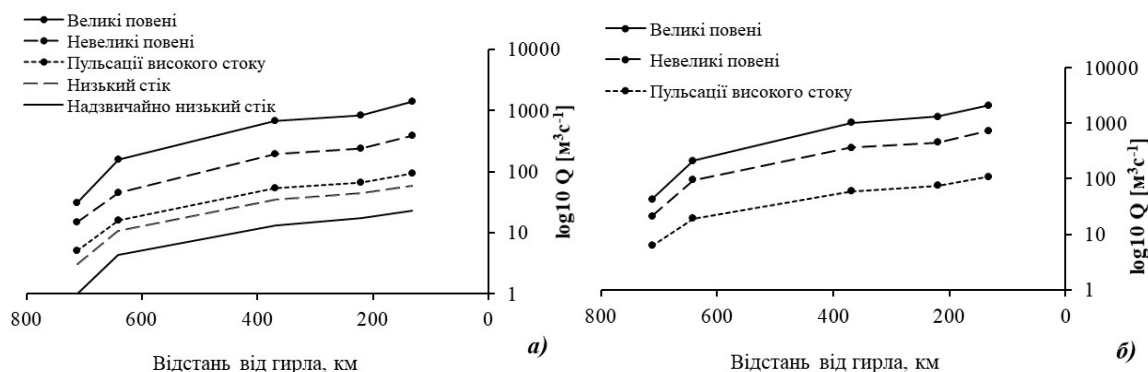 Великі повені
Невеликі повені
Пульсації високого стоку
Низький стік
Надзвичайно низький стік
10000
1000
100
10
1
log10 Q [м³с⁻¹]
800
600
400
200
0
Відстань від гирла, км
а)
Великі повені
Невеликі повені
Пульсації високого стоку
10000
1000
100
10
1
log10 Q [м³с⁻¹]
800
600
400
200
0
Відстань від гирла, км
б)